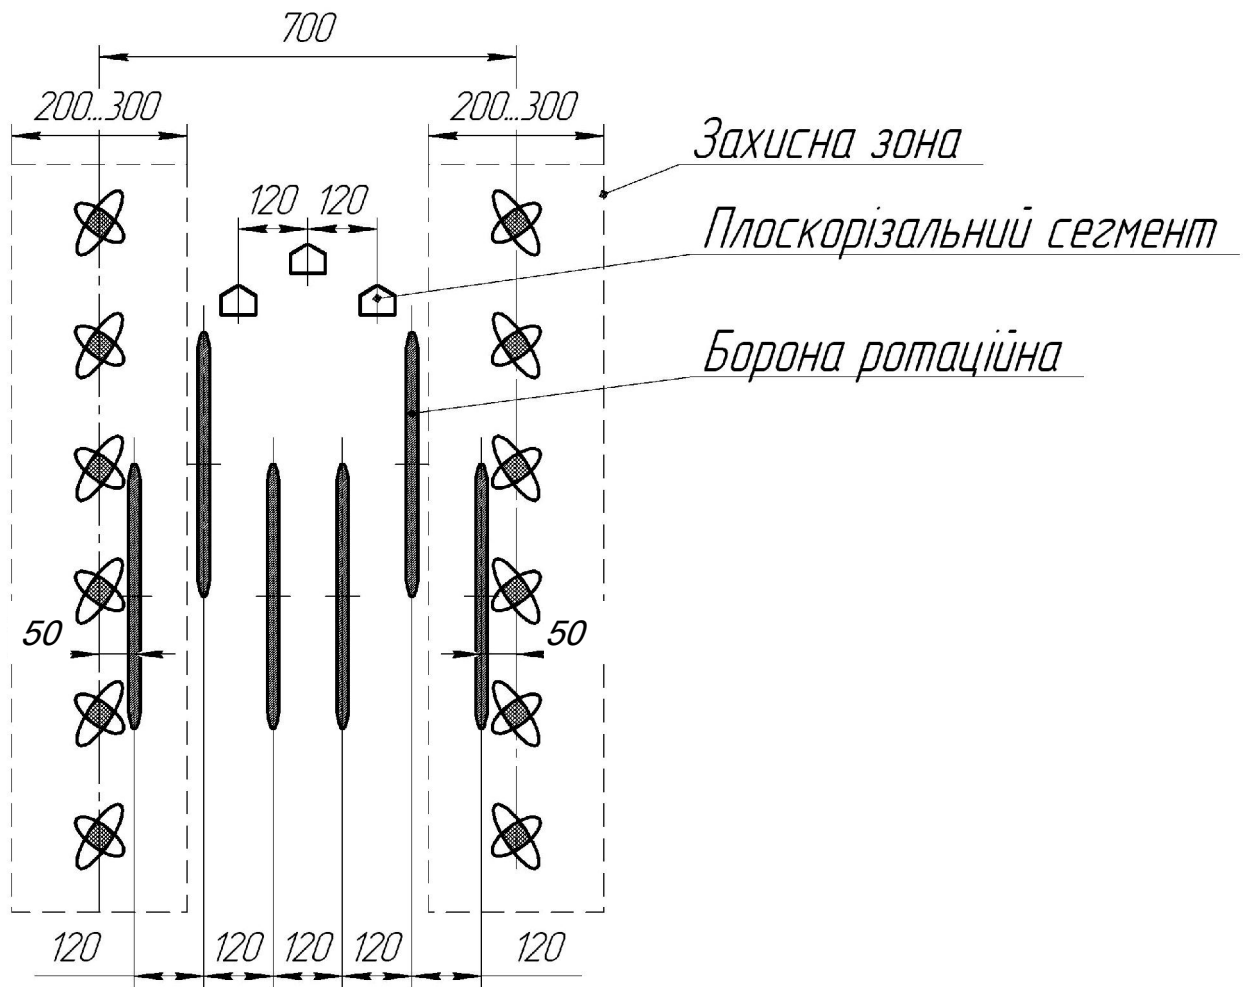 700
200...300 200...300
Захисна зона
120 120
Плоскорізальний сегмент
Борона ротаційна
50 50
120 120 120 120 120